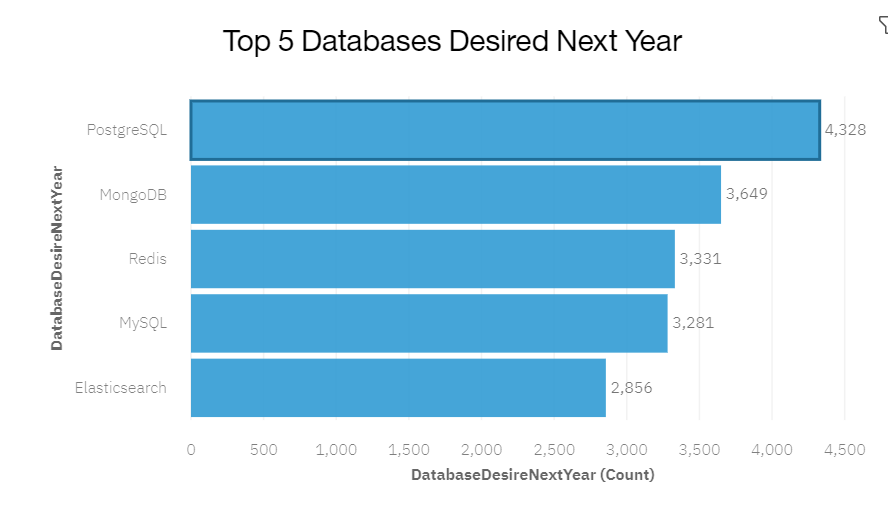 Top 5 Databases Desired Next Year
DatabaseDesireNextYear
PostgreSQL
4,328
MongoDB
3,649
Redis
3,331
MySQL
3,281
Elasticsearch
2,856
0 500 1,000 1,500 2,000 2,500 3,000 3,500 4,000 4,500
DatabaseDesireNextYear (Count)